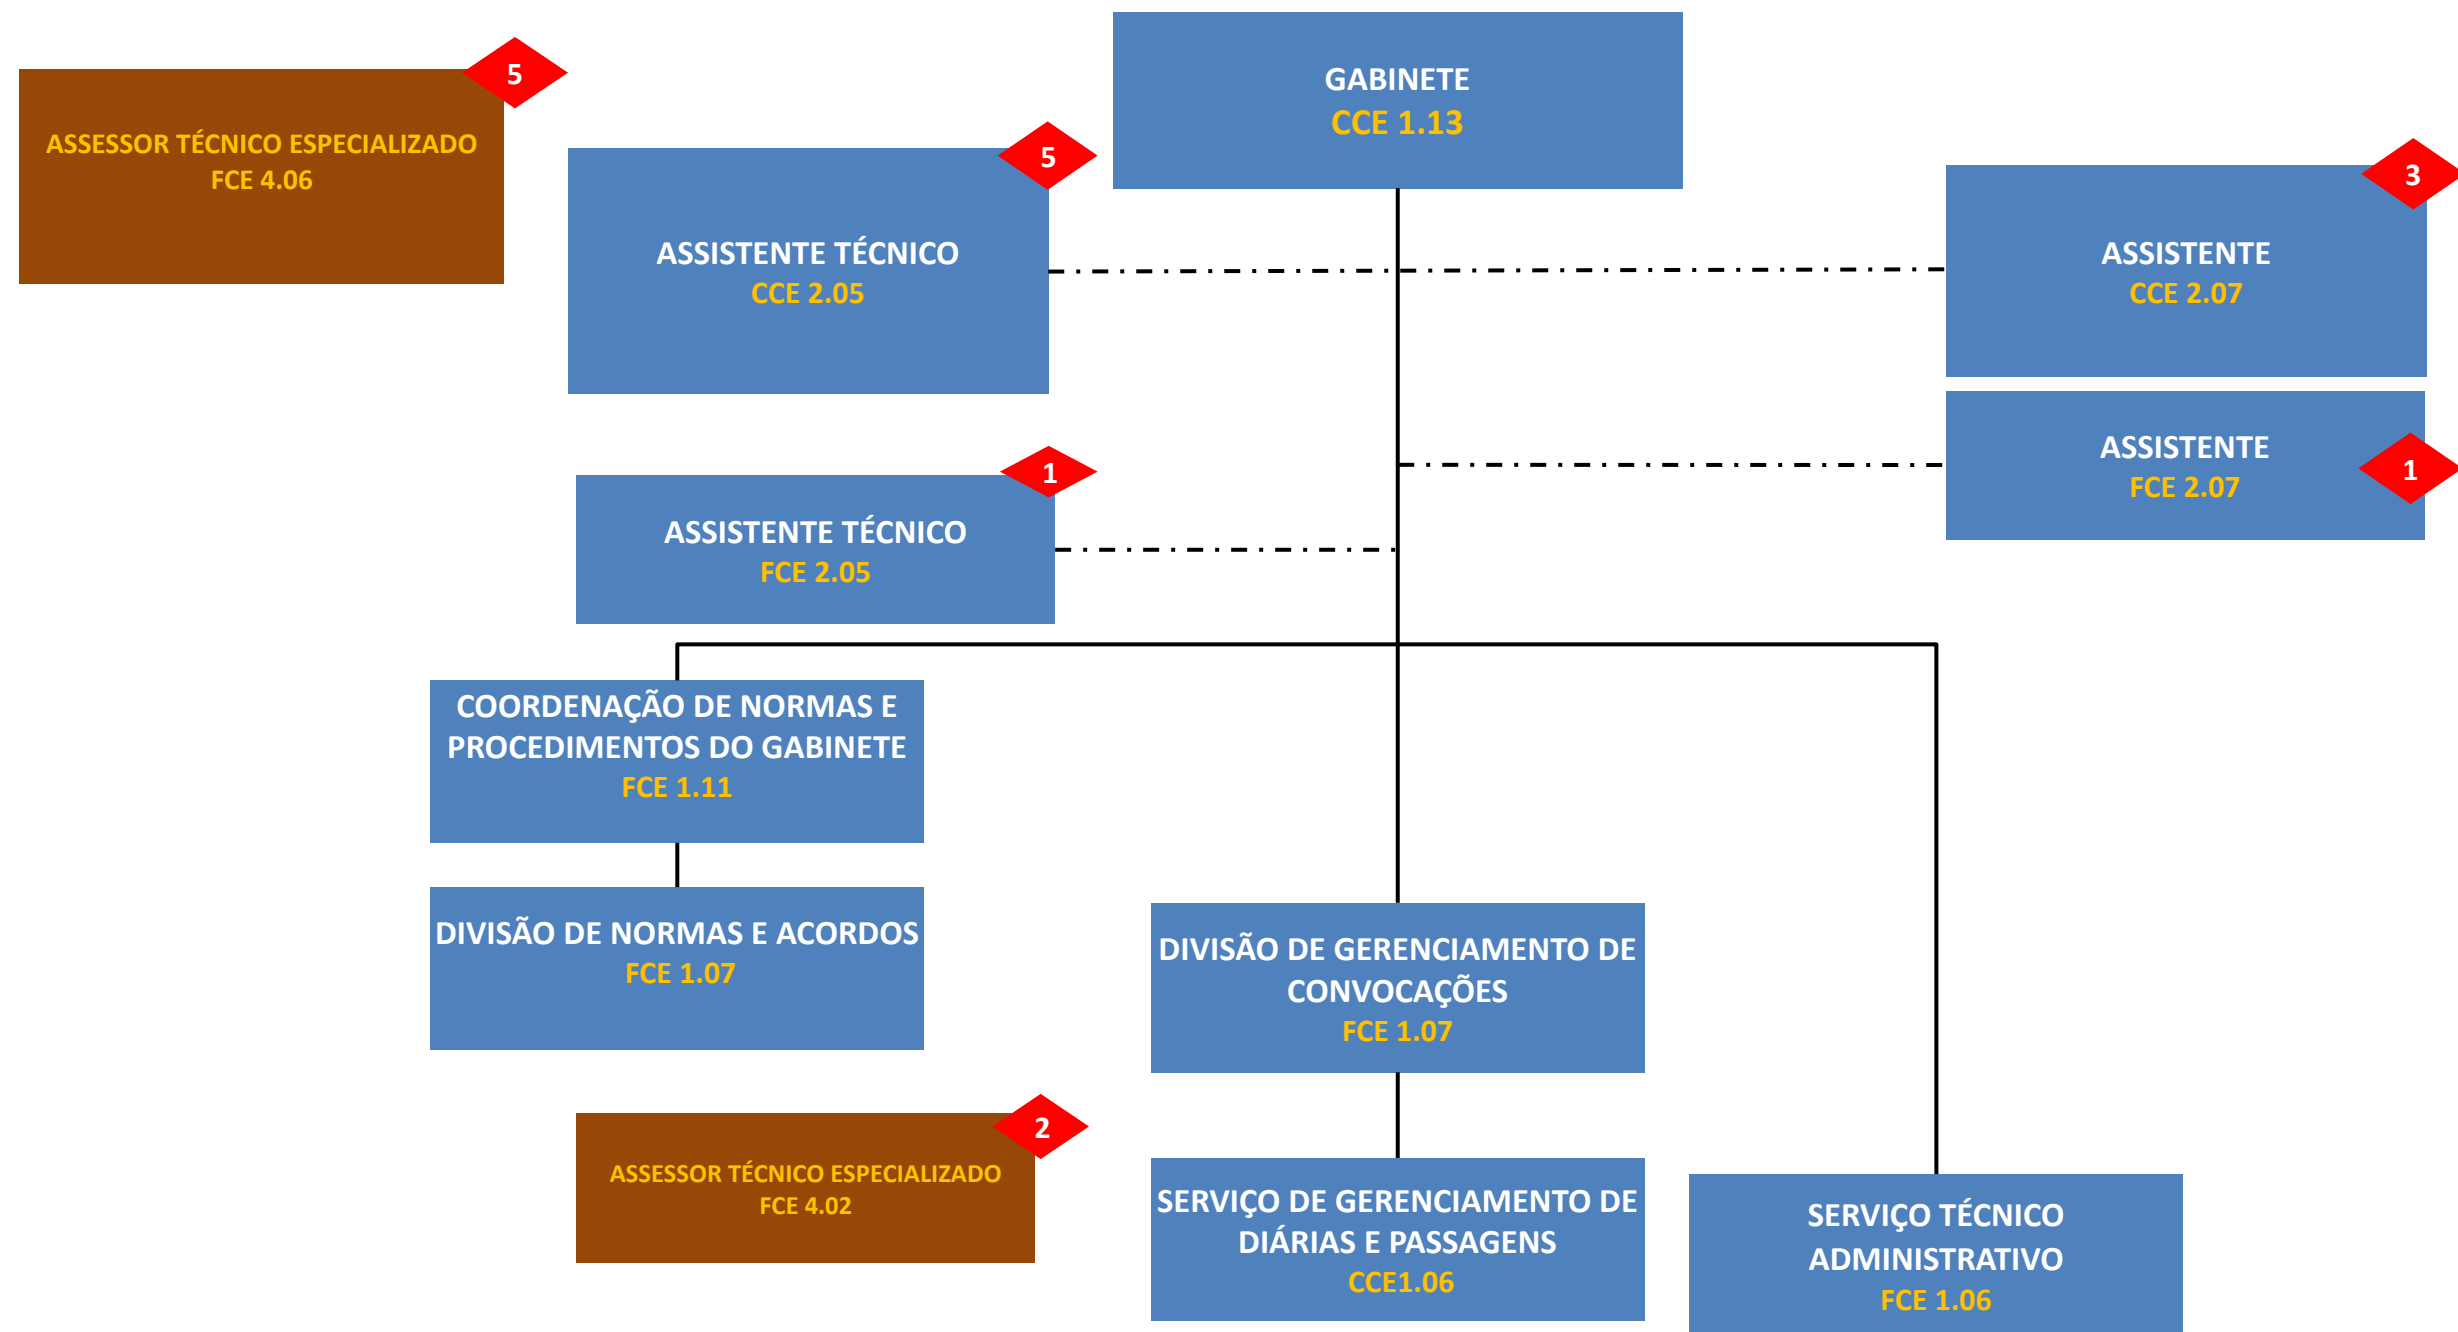 5
ASSESSOR TÉCNICO ESPECIALIZADO
FCE 4.06
GABINETE
CCE 1.13
5
ASSISTENTE TÉCNICO
CCE 2.05
3
ASSISTENTE
CCE 2.07
ASSISTENTE
FCE 2.07
1
1
ASSISTENTE TÉCNICO
FCE 2.05
COORDENAÇÃO DE NORMAS E
PROCEDIMENTOS DO GABINETE
FCE 1.11
DIVISÃO DE NORMAS E ACORDOS
FCE 1.07
DIVISÃO DE GERENCIAMENTO DE
CONVOCAÇÕES
FCE 1.07
2
ASSESSOR TÉCNICO ESPECIALIZADO
FCE 4.02
SERVIÇO DE GERENCIAMENTO DE
DIÁRIAS E PASSAGENS
CCE1.06
SERVIÇO TÉCNICO
ADMINISTRATIVO
FCE 1.06